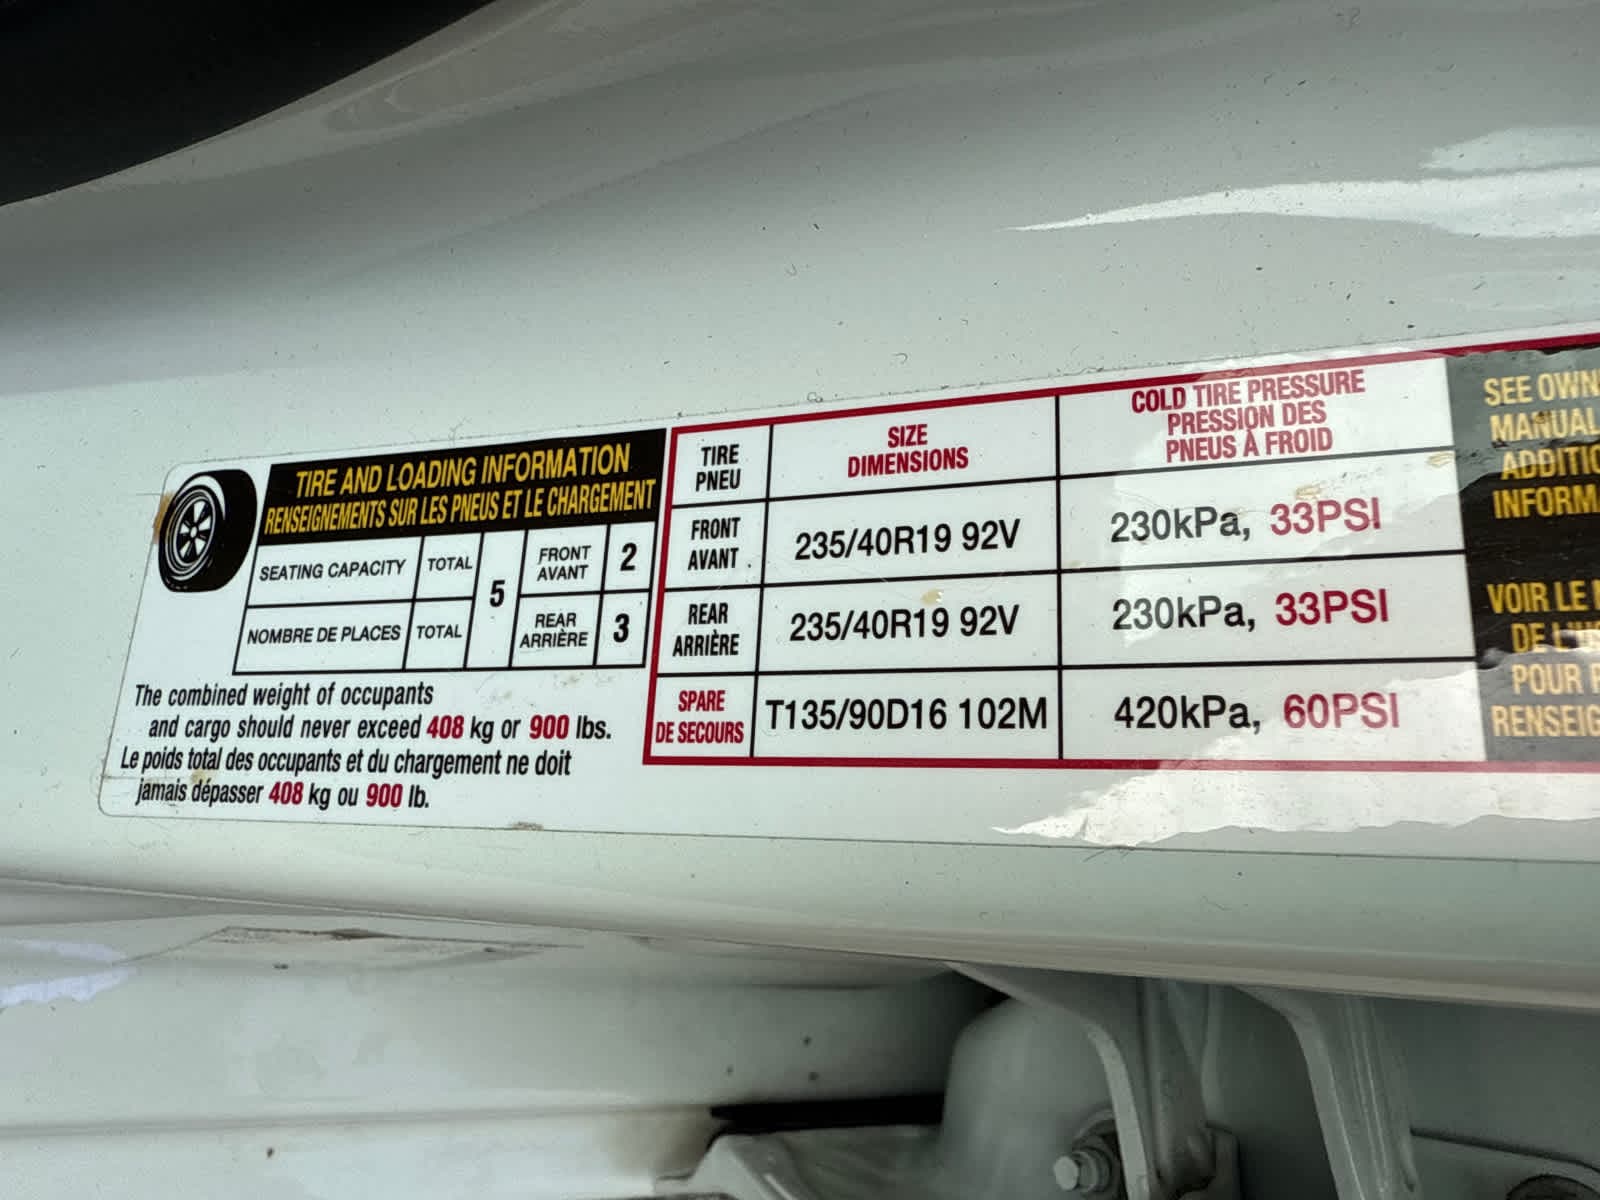 TIRE AND LOADING INFORMATION
RENSEIGNEMENTS SUR LES PNEUS ET LE CHARGEMENT
SEATING CAPACITY TOTAL
NOMBRE DE PLACES TOTAL
5
FRONT
AVANT
2
REAR
ARRIÈRE
3
The combined weight of occupants
and cargo should never exceed 408 kg or 900 lbs.
Le poids total des occupants et du chargement ne doit
jamais dépasser 408 kg ou 900 lb.
TIRE
PNEU
SIZE
DIMENSIONS
COLD TIRE PRESSURE
PRESSION DES
PNEUS À FROID
FRONT
AVANT
235/40R19 92V
230kPa, 33PSI
REAR
ARRIÈRE
235/40R19 92V
230kPa, 33PSI
SPARE
DE SECOURS
T135/90D16 102M
420kPa, 60PSI
SEE
MANUAL
VOIR LE
POUR